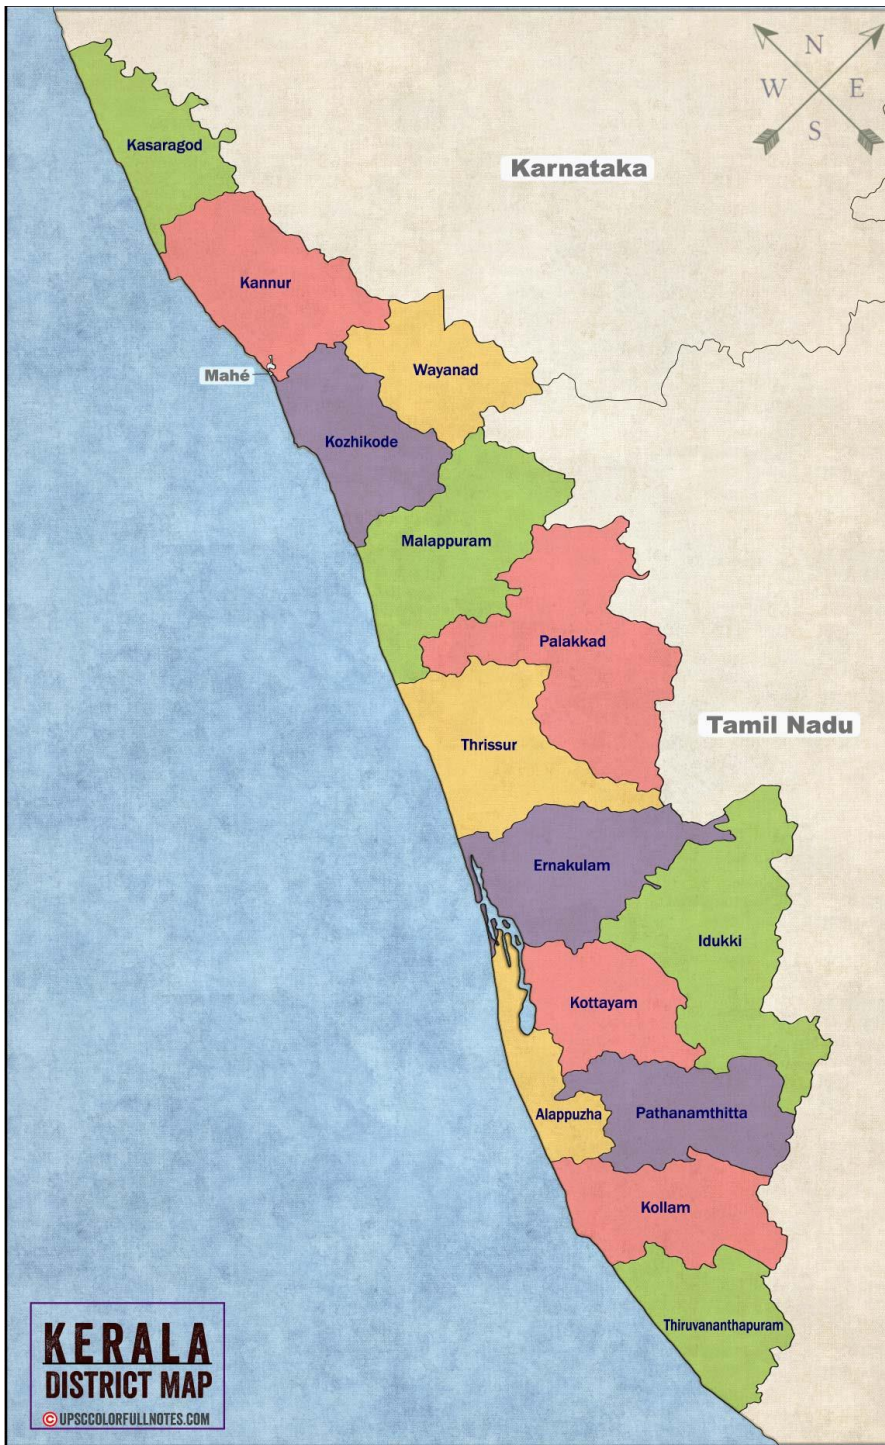 N
W E
S
Kasaragod
Karnataka
Kannur
Wayanad
Mahé
Kozhikode
Malappuram
Palakkad
Tamil Nadu
Thrissur
Ernakulam
Idukki
Kottayam
Alappuzha
Pathanamthitta
Kollam
Thiruvananthapuram
KERALA
DISTRICT MAP
© UPSCCOLORFULLNOTES.COM